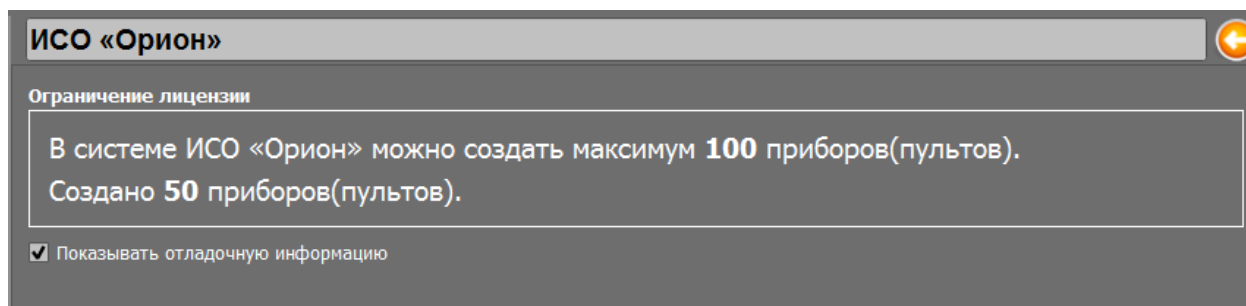 ИСО «Орион»
Ограничение лицензии
В системе ИСО «Орион» можно создать максимум 100 приборов(пультов).
Создано 50 приборов(пультов).
Показывать отладочную информацию